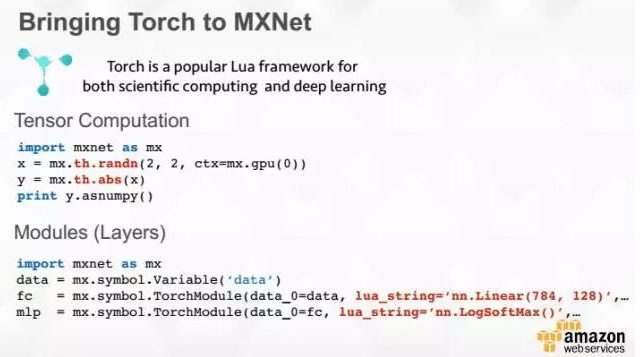 Bringing Torch to MXNet
Torch is a popular Lua framework for
both scientific computing and deep learning
Tensor Computation
import mxnet as mx
x = mx.th.randn(2, 2, ctx=mx.gpu(0))
y = mx.th.abs(x)
print y.asnumpy()
Modules (Layers)
import mxnet as mx
data = mx.symbol.Variable(‘data’)
fc = mx.symbol.TorchModule(data_0=data, lua_string=‘nn.Linear(784, 128)’,…
mlp = mx.symbol.TorchModule(data_0=fc, lua_string=‘nn.LogSoftMax()’,…
amazon
webservices